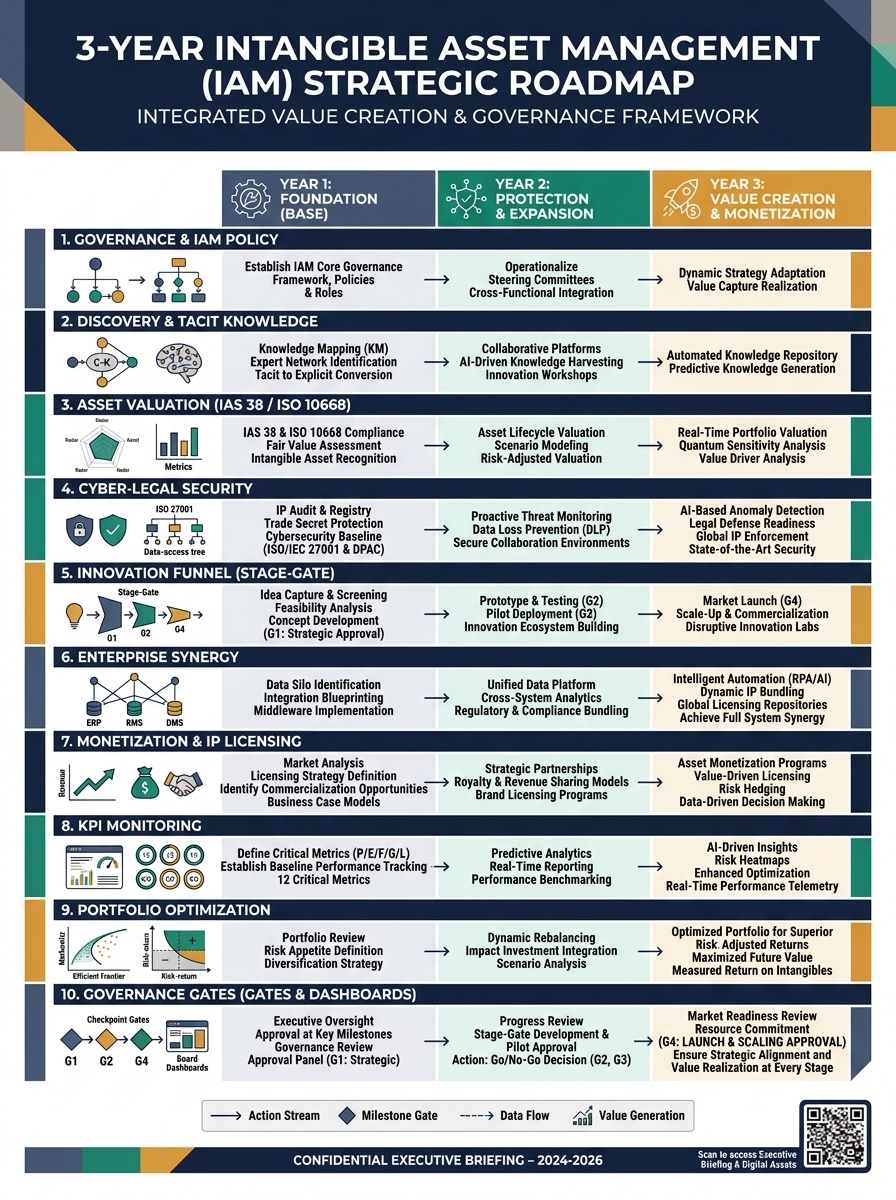 3-YEAR INTANGIBLE ASSET MANAGEMENT
(IAM) STRATEGIC ROADMAP
INTEGRATED VALUE CREATION & GOVERNANCE FRAMEWORK
YEAR 1:
FOUNDATION
(BASE)
YEAR 2:
PROTECTION
& EXPANSION
YEAR 3:
VALUE CREATION
& MONETIZATION
1. GOVERNANCE & IAM POLICY
Establish IAM Core Governance
Framework, Policies
& Roles
Operationalize
Steering Committees
Cross-Functional Integration
Dynamic Strategy Adaptation
Value Capture Realization
2. DISCOVERY & TACIT KNOWLEDGE
C-K
Knowledge Mapping (KM)
Expert Network Identification
Tacit to Explicit Conversion
Collaborative Platforms
AI-Driven Knowledge Harvesting
Innovation Workshops
Automated Knowledge Repository
Predictive Knowledge Generation
3. ASSET VALUATION (IAS 38 / ISO 10668)
Metrics
IAS 38 & ISO 10668 Compliance
Fair Value Assessment
Intangible Asset Recognition
Asset Lifecycle Valuation
Scenario Modeling
Risk-Adjusted Valuation
Real-Time Portfolio Valuation
Quantum Sensitivity Analysis
Value Driver Analysis
4. CYBER-LEGAL SECURITY
ISO 27001
Data-access tree
IP Audit & Registry
Trade Secret Protection
Cybersecurity Baseline
(ISO/IEC 27001 & DPAC)
Proactive Threat Monitoring
Data Loss Prevention (DLP)
Secure Collaboration Environments
AI-Based Anomaly Detection
Legal Defense Readiness
Global IP Enforcement
State-of-the-Art Security
5. INNOVATION FUNNEL (STAGE-GATE)
Stage-Gate
G1
G2
G4
Idea Capture & Screening
Feasibility Analysis
Concept Development
(G1: Strategic Approval)
Prototype & Testing (G2)
Pilot Deployment (G2)
Innovation Ecosystem Building
Market Launch (G4)
Scale-Up & Commercialization
Disruptive Innovation Labs
6. ENTERPRISE SYNERGY
ERP
RMS
DMS
Data Silo Identification
Integration Blueprinting
Middleware Implementation
Unified Data Platform
Cross-System Analytics
Regulatory & Compliance Bundling
Intelligent Automation (RPA/AI)
Dynamic IP Bundling
Global Licensing Repositories
Achieve Full System Synergy
7. MONETIZATION & IP LICENSING
$
Market Analysis
Licensing Strategy Definition
Identify Commercialization Opportunities
Business Case Models
Strategic Partnerships
Royalty & Revenue Sharing Models
Brand Licensing Programs
Asset Monetization Programs
Value-Driven Licensing
Risk Hedging
Data-Driven Decision Making
8. KPI MONITORING
Define Critical Metrics (P/E/F/G/L)
Establish Baseline Performance Tracking
12 Critical Metrics
Predictive Analytics
Real-Time Reporting
Performance Benchmarking
AI-Driven Insights
Risk Heatmaps
Enhanced Optimization
Real-Time Performance Telemetry
9. PORTFOLIO OPTIMIZATION
Efficient Frontier
+
−
Kisk-return
Portfolio Review
Risk Appetite Definition
Diversification Strategy
Dynamic Rebalancing
Impact Investment Integration
Scenario Analysis
Optimized Portfolio for Superior
Risk. Adjusted Returns
Maximized Future Value
Measured Return on Intangibles
10. GOVERNANCE GATES (GATES & DASHBOARDS)
Checkpoint Gates
G1
G2
G4
Board
Dashboards
Executive Oversight
Approval at Key Milestones
Governance Review
Approval Panel (G1: Strategic)
Progress Review
Stage-Gate Development &
Pilot Approval
Action: Go/No-Go Decision (G2, G3)
Market Readiness Review
Resource Commitment
(G4: LAUNCH & SCALING APPROVAL)
Ensure Strategic Alignment and
Value Realization at Every Stage
Action Stream
Milestone Gate
Data Flow
Value Generation
CONFIDENTIAL EXECUTIVE BRIEFING – 2024-2026
Scan to access Executive
Briefing & Digital Assets